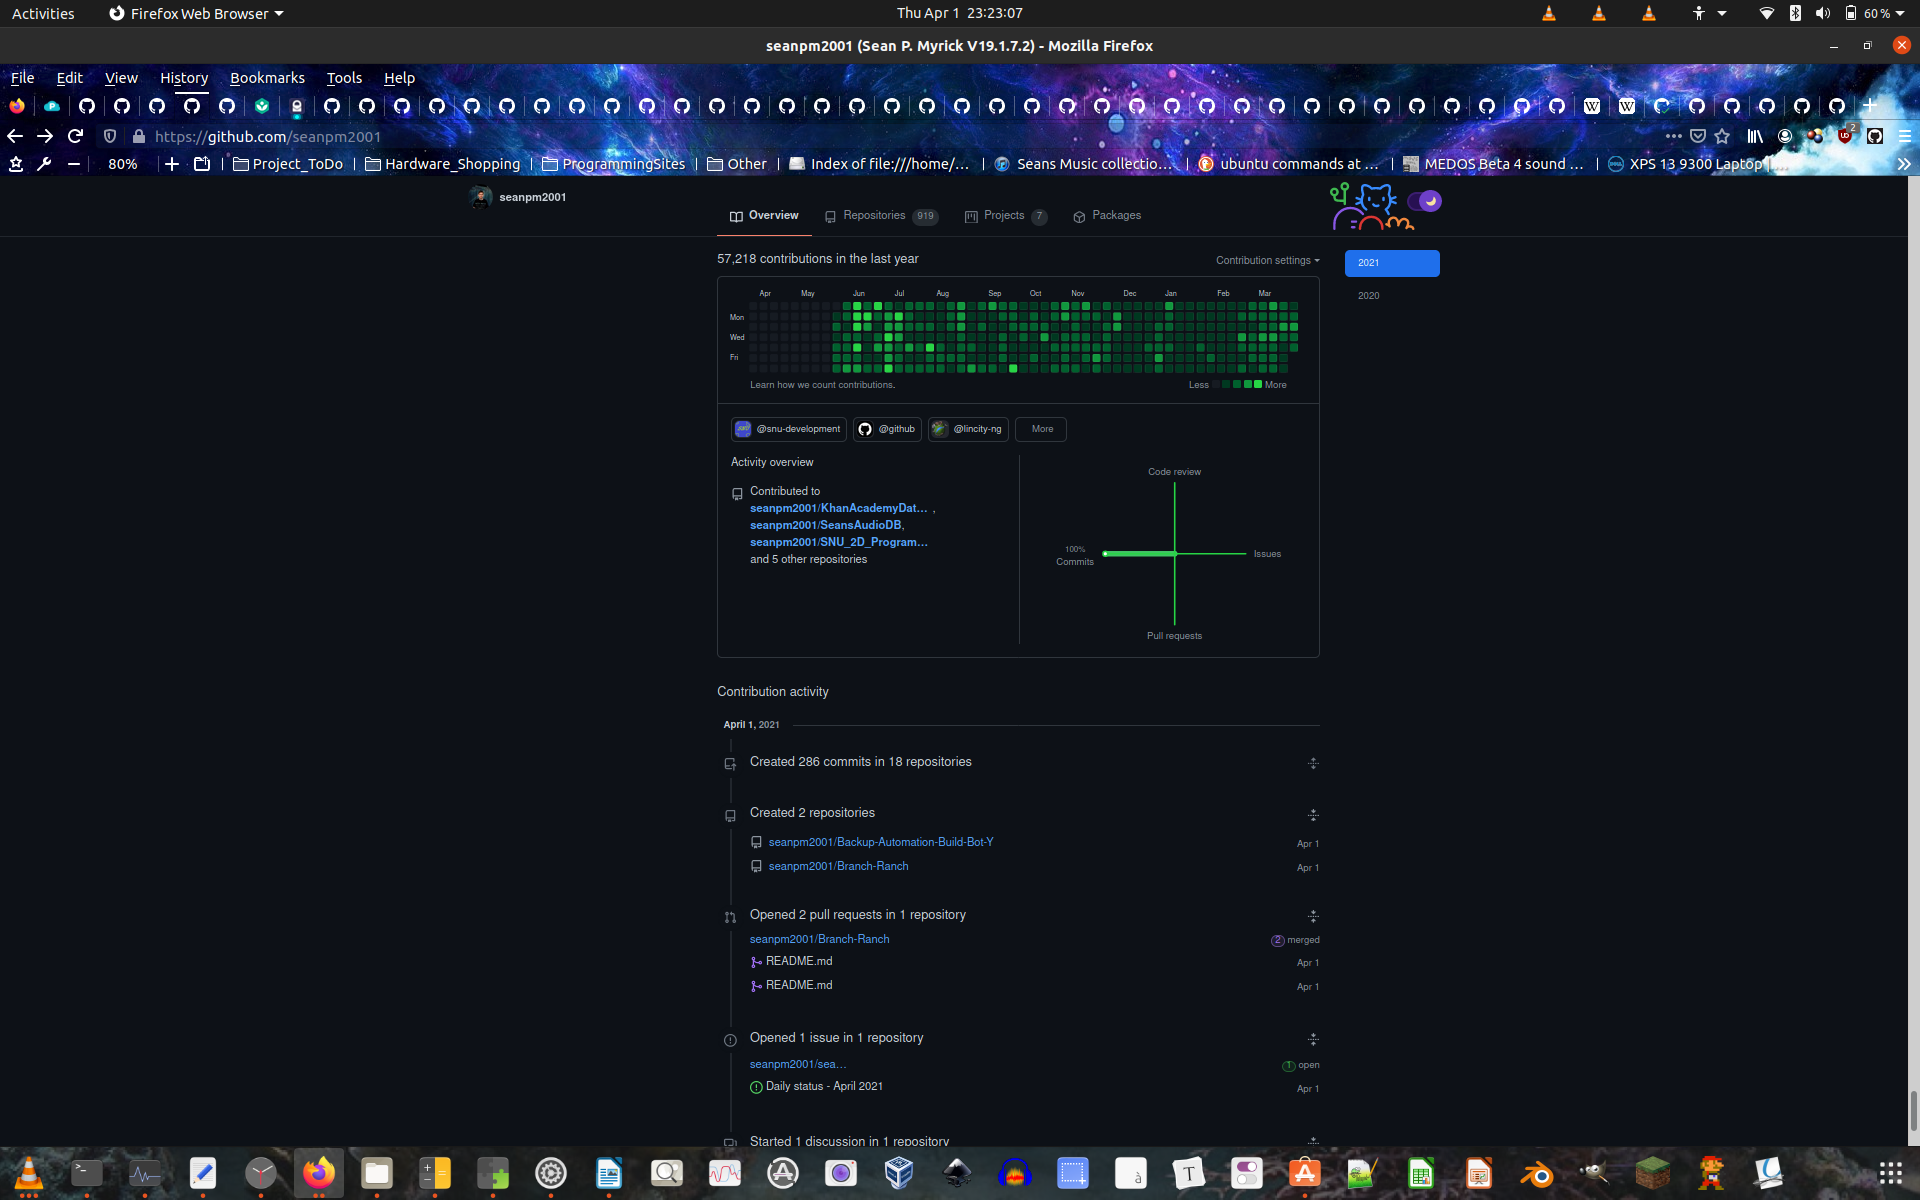 Activities
Firefox Web Browser
Thu Apr 1 23:23:07
60 %
seanpm2001 (Sean P. Myrick V19.1.7.2) - Mozilla Firefox
File Edit View History Bookmarks Tools Help
https://github.com/seanpm2001
2
80%
Project_ToDo
Hardware_Shopping
ProgrammingSites
Other
Index of file:///home/...
Seans Music collectio...
ubuntu commands at ...
MEDOS Beta 4 sound ...
XPS 13 9300 Laptop |...
seanpm2001
Overview
Repositories 919
Projects 7
Packages
57,218 contributions in the last year
Contribution settings
2021
2020
Apr May Jun Jul Aug Sep Oct Nov Dec Jan Feb Mar
Mon
Wed
Fri
Learn how we count contributions.
Less More
@snu-development
@github
@lincity-ng
More
Activity overview
Contributed to
seanpm2001/KhanAcademyDat... ,
seanpm2001/SeansAudioDB,
seanpm2001/SNU_2D_Program...
and 5 other repositories
Code review
100%
Commits
Issues
Pull requests
Contribution activity
April 1, 2021
Created 286 commits in 18 repositories
Created 2 repositories
seanpm2001/Backup-Automation-Build-Bot-Y Apr 1
seanpm2001/Branch-Ranch Apr 1
Opened 2 pull requests in 1 repository
seanpm2001/Branch-Ranch 2 merged
README.md Apr 1
README.md Apr 1
Opened 1 issue in 1 repository
seanpm2001/sea... 1 open
Daily status - April 2021 Apr 1
Started 1 discussion in 1 repository